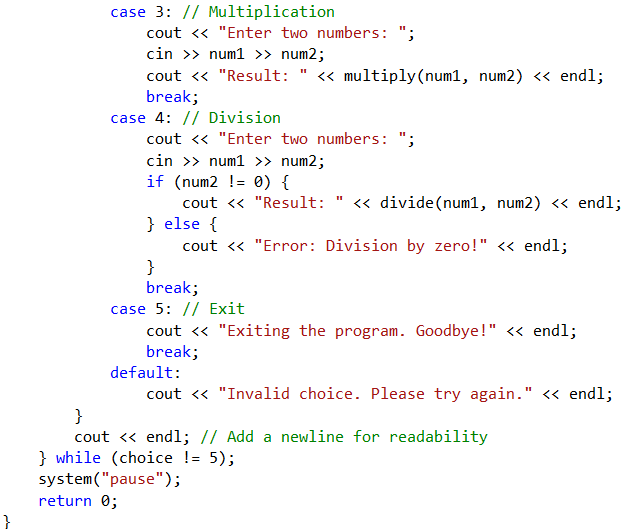 case 3: // Multiplication
cout << "Enter two numbers: ";
cin >> num1 >> num2;
cout << "Result: " << multiply(num1, num2) << endl;
break;
case 4: // Division
cout << "Enter two numbers: ";
cin >> num1 >> num2;
if (num2 != 0) {
cout << "Result: " << divide(num1, num2) << endl;
} else {
cout << "Error: Division by zero!" << endl;
}
break;
case 5: // Exit
cout << "Exiting the program. Goodbye!" << endl;
break;
default:
cout << "Invalid choice. Please try again." << endl;
}
cout << endl; // Add a newline for readability
} while (choice != 5);
system("pause");
return 0;
}